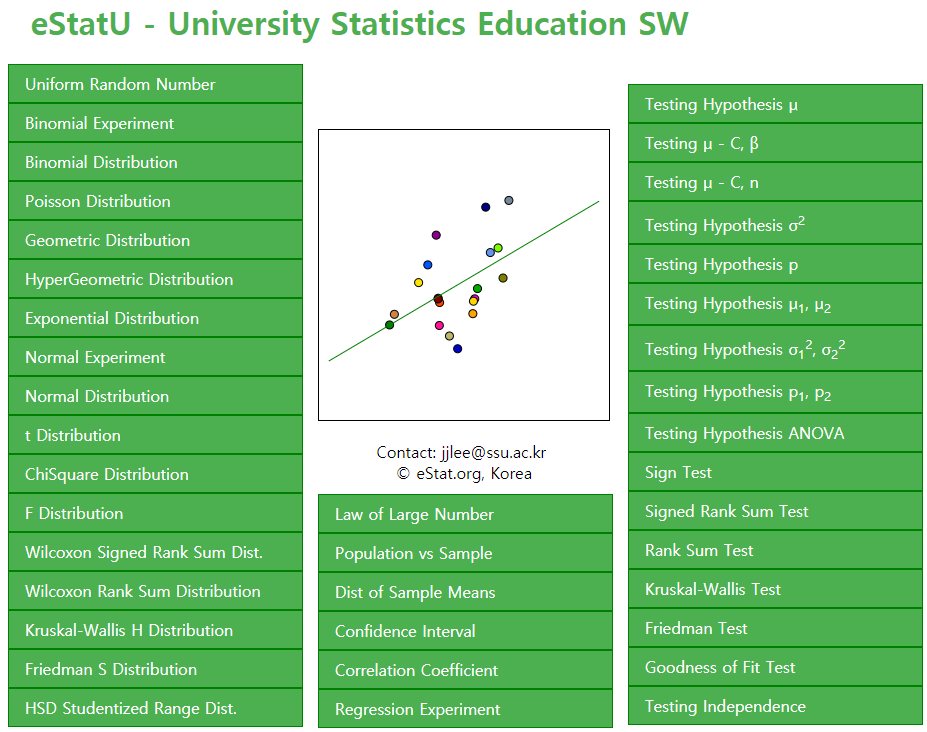 eStatU - University Statistics Education SW
Uniform Random Number
Binomial Experiment
Binomial Distribution
Poisson Distribution
Geometric Distribution
HyperGeometric Distribution
Exponential Distribution
Normal Experiment
Normal Distribution
t Distribution
ChiSquare Distribution
F Distribution
Wilcoxon Signed Rank Sum Dist.
Wilcoxon Rank Sum Distribution
Kruskal-Wallis H Distribution
Friedman S Distribution
HSD Studentized Range Dist.
Contact: jjlee@ssu.ac.kr
© eStat.org, Korea
Law of Large Number
Population vs Sample
Dist of Sample Means
Confidence Interval
Correlation Coefficient
Regression Experiment
Testing Hypothesis μ
Testing μ - C, β
Testing μ - C, n
Testing Hypothesis σ²
Testing Hypothesis p
Testing Hypothesis μ₁, μ₂
Testing Hypothesis σ₁², σ₂²
Testing Hypothesis p₁, p₂
Testing Hypothesis ANOVA
Sign Test
Signed Rank Sum Test
Rank Sum Test
Kruskal-Wallis Test
Friedman Test
Goodness of Fit Test
Testing Independence